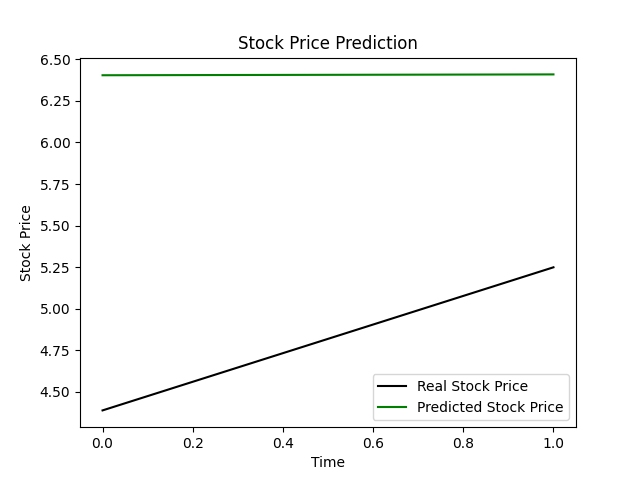 Stock Price Prediction
6.50
6.25
6.00
5.75
5.50
5.25
5.00
4.75
4.50
Stock Price
Real Stock Price
Predicted Stock Price
0.0 0.2 0.4 0.6 0.8 1.0
Time